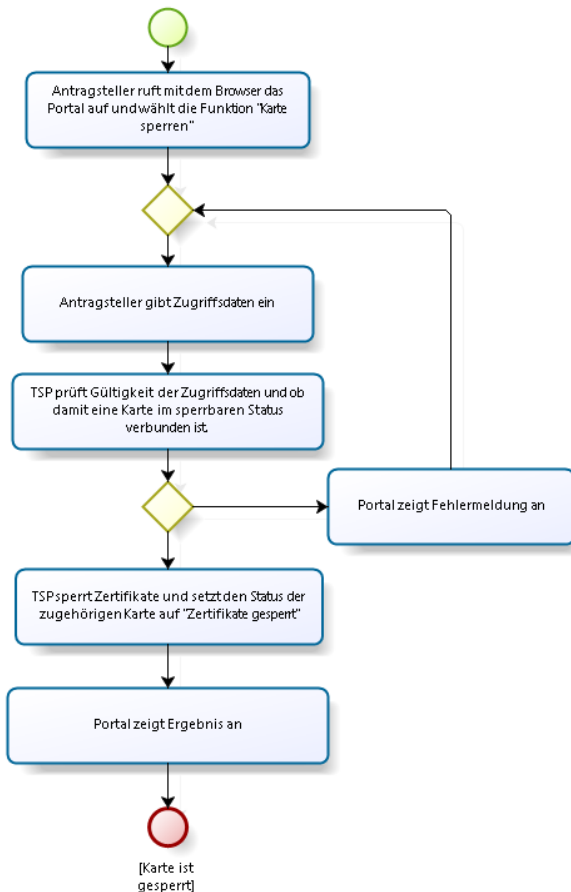 Antragsteller ruft mit dem Browser das
Portal auf und wählt die Funktion "Karte
sperren"
Antragsteller gibt Zugriffsdaten ein
TSP prüft Gültigkeit der Zugriffsdaten und ob
damit eine Karte im sperrbaren Status
verbunden ist.
Portal zeigt Fehlermeldung an
TSP sperrt Zertifikate und setzt den Status der
zugehörigen Karte auf "Zertifikate gesperrt"
Portal zeigt Ergebnis an
[Karte ist
gesperrt]